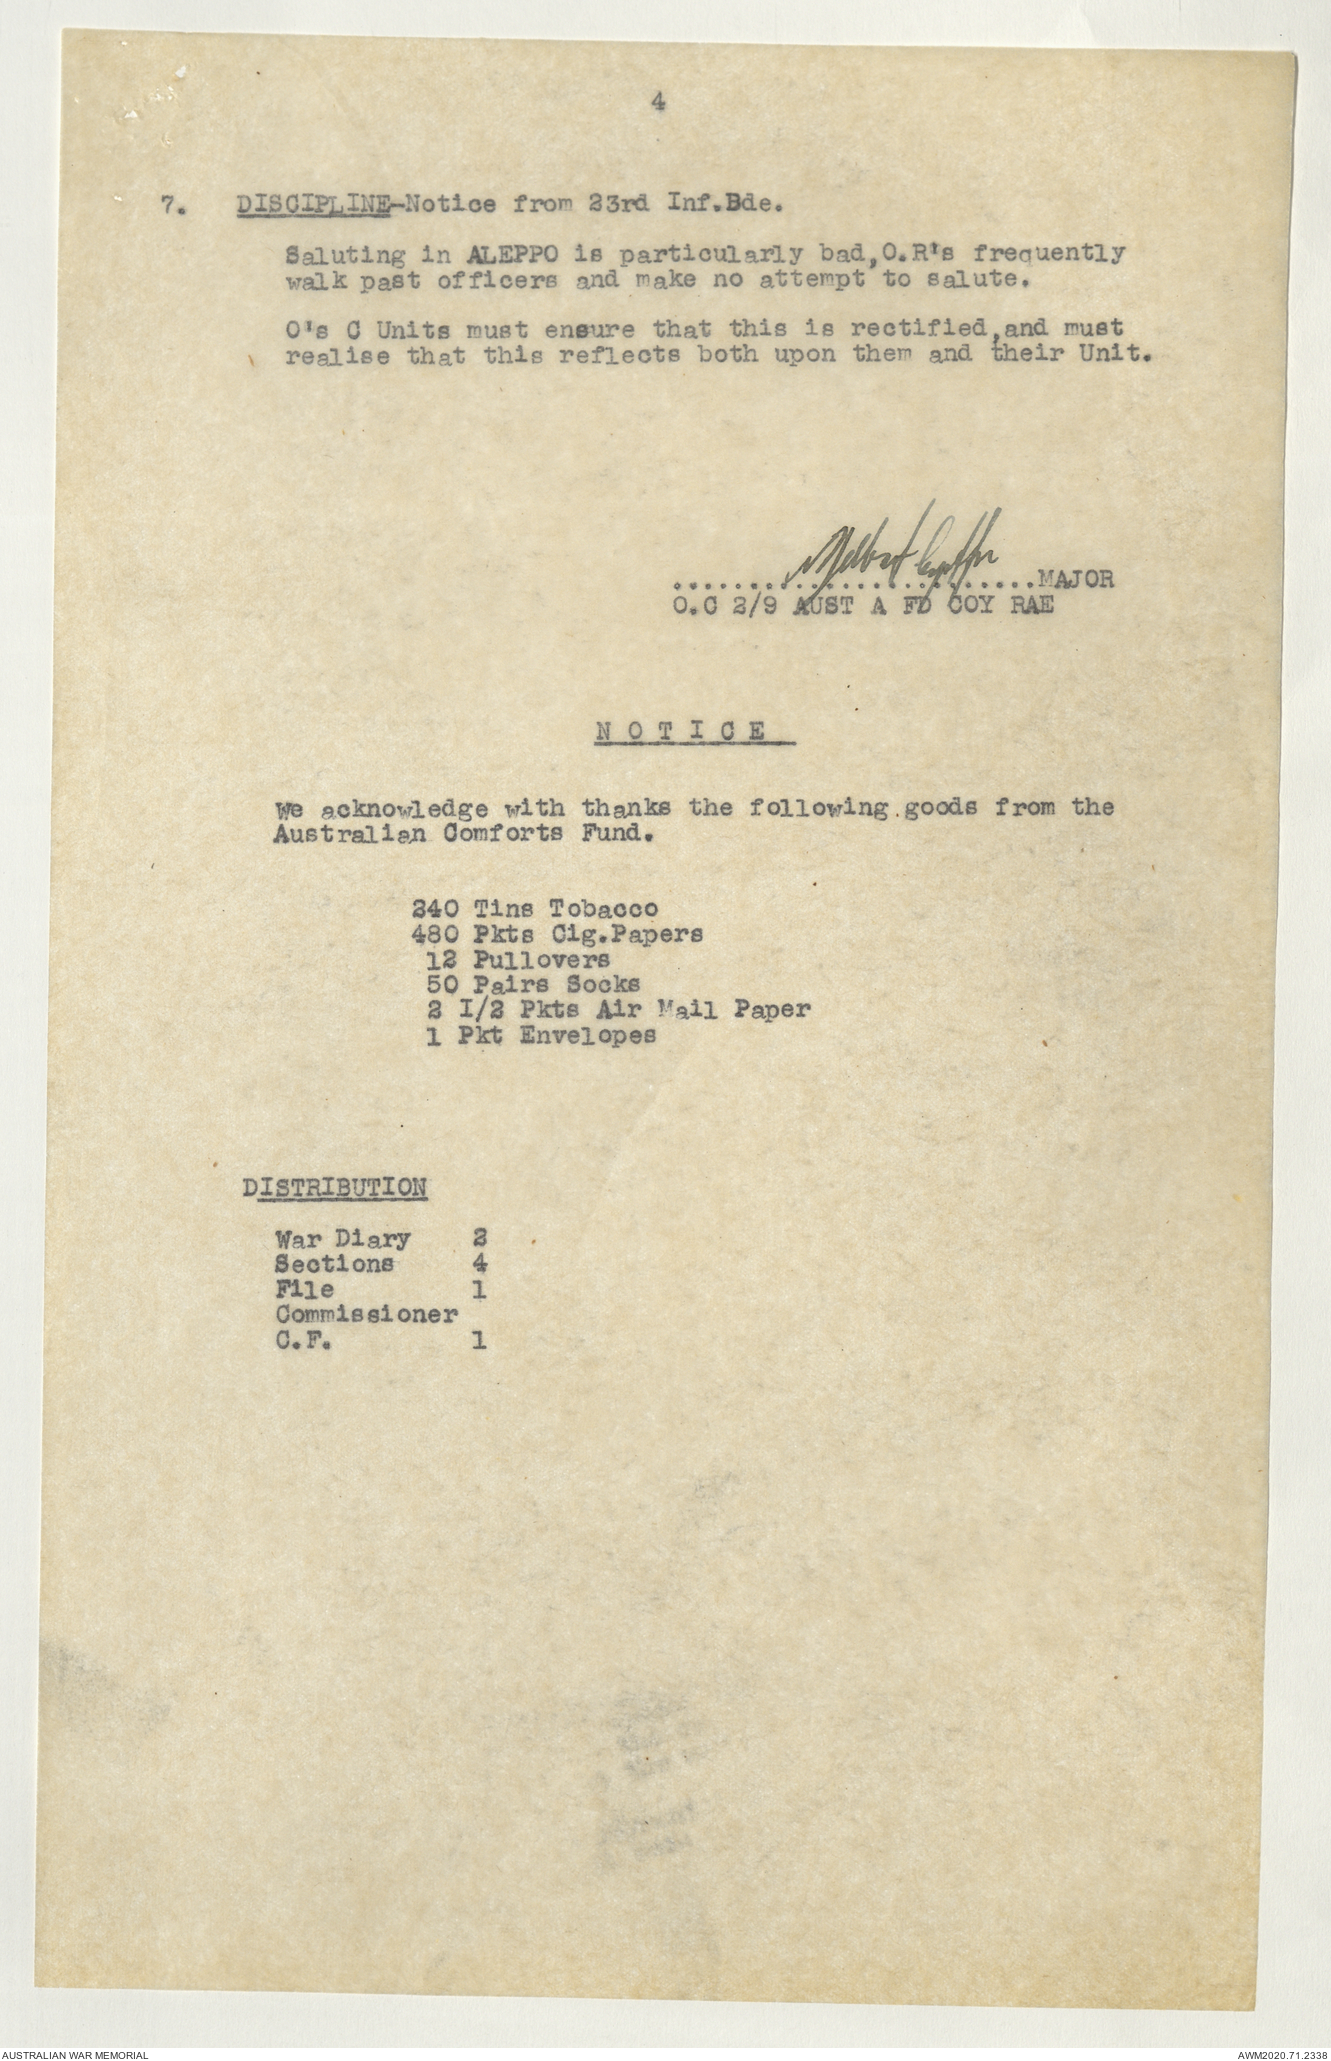 4
7. DISCIPLINE-Notice from 23rd Inf.Bde.
Saluting in ALEPPO is particularly bad,O.R's frequently
walk past officers and make no attempt to salute.
O's C Units must ensure that this is rectified,and must
realise that this reflects both upon them and their Unit.
........................MAJOR
O.C 2/9 AUST A FD COY RAE
N O T I C E
We acknowledge with thanks the following goods from the
Australian Comforts Fund.
240 Tins Tobacco
480 Pkts Cig.Papers
12 Pullovers
50 Pairs Socks
2 I/2 Pkts Air Mail Paper
1 Pkt Envelopes
DISTRIBUTION
War Diary 2
Sections 4
File 1
Commissioner
C.F. 1
AUSTRALIAN WAR MEMORIAL
AWM2020.71.2338